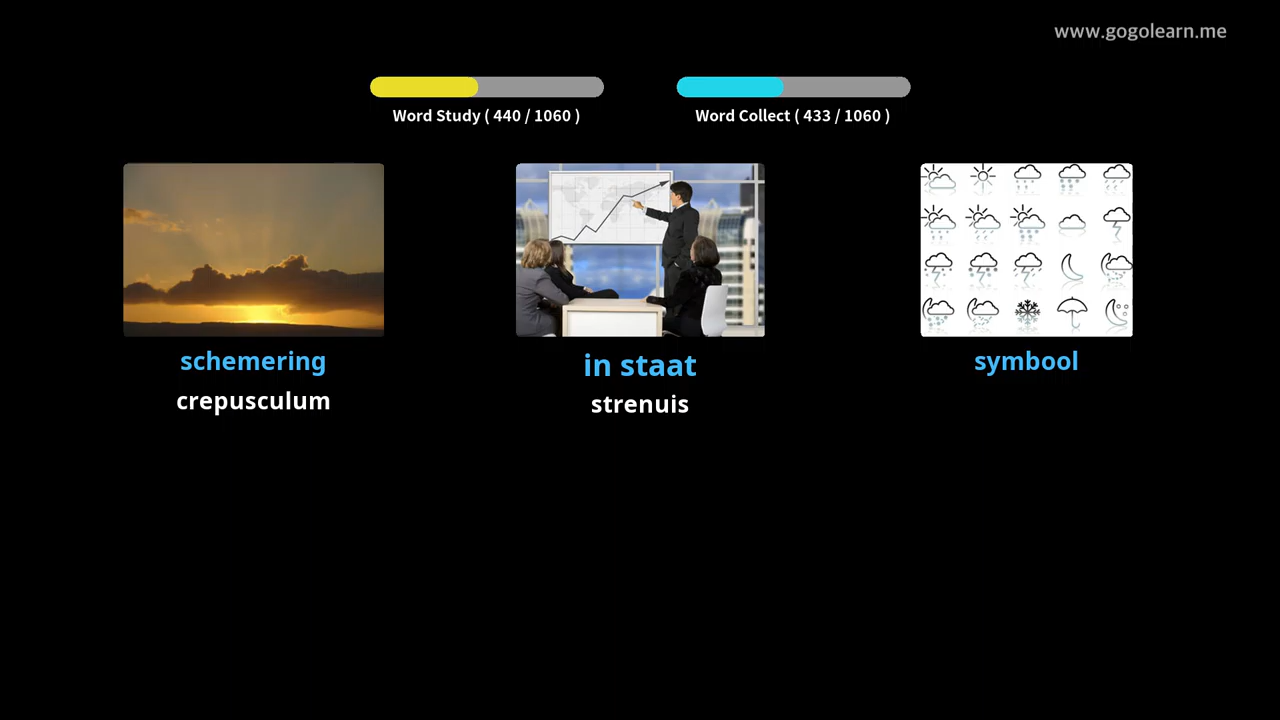 www.gogolearn.me
Word Study ( 440 / 1060 )
Word Collect ( 433 / 1060 )
schemering
in staat
symbool
crepusculum
strenuis